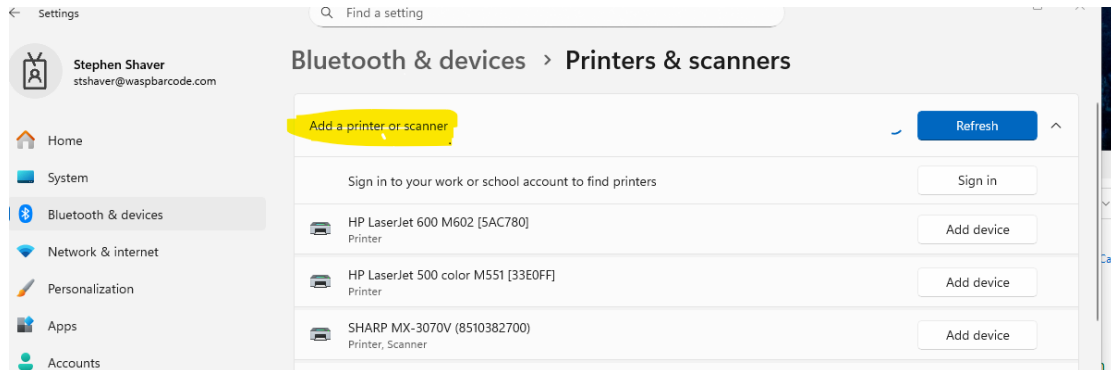 Settings
Find a setting
Stephen Shaver
stshaver@waspbarcode.com
Home
System
Bluetooth & devices
Network & internet
Personalization
Apps
Accounts
Bluetooth & devices > Printers & scanners
Add a printer or scanner
Refresh
Sign in to your work or school account to find printers
Sign in
HP LaserJet 600 M602 [5AC780]
Printer
Add device
HP LaserJet 500 color M551 [33E0FF]
Printer
Add device
SHARP MX-3070V (8510382700)
Printer, Scanner
Add device